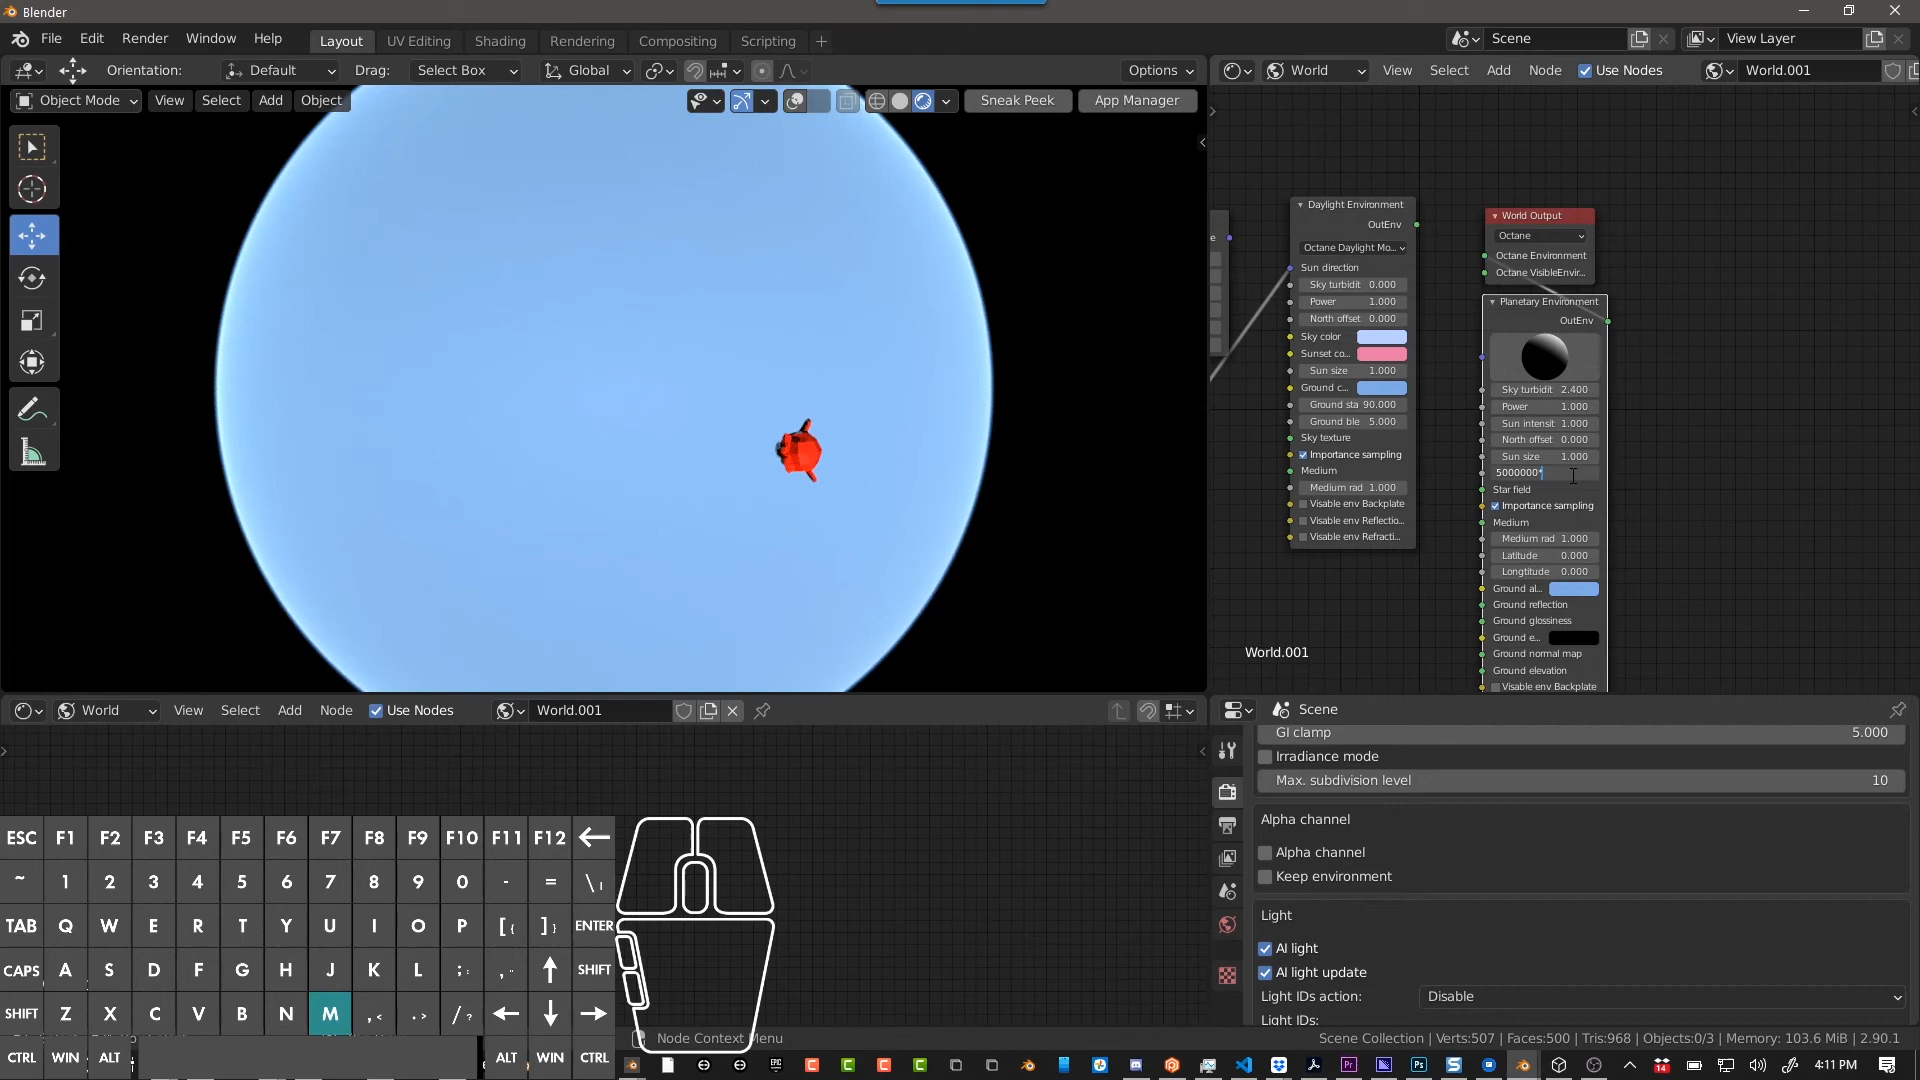 Blender
File Edit Render Window Help
Layout UV Editing Shading Rendering Compositing Scripting +
Scene
View Layer
Orientation: Default Drag: Select Box Global
Options
World View Select Add Node Use Nodes World.001
Object Mode View Select Add Object
Sneak Peek App Manager
Daylight Environment
OutEnv
Octane Daylight Mo...
Sun direction
Sky turbidit 0.000
Power 1.000
North offset 0.000
Sky color
Sunset co...
Sun size 1.000
Ground c...
Ground sta 90.000
Ground ble 5.000
Sky texture
Importance sampling
Medium
Medium rad 1.000
Visable env Backplate
Visable env Reflectio...
Visable env Refracti...
e
World Output
Octane
Octane Environment
Octane VisibleEnvir...
Planetary Environment
OutEnv
Sky turbidit 2.400
Power 1.000
Sun intensit 1.000
North offset 0.000
Sun size 1.000
5000000*
Star field
Importance sampling
Medium
Medium rad 1.000
Latitude 0.000
Longtitude 0.000
Ground al...
Ground reflection
Ground glossiness
Ground e...
Ground normal map
Ground elevation
Visable env Backplate
World.001
World View Select Add Node Use Nodes World.001
Scene
GI clamp 5.000
Irradiance mode
Max. subdivision level 10
Alpha channel
Alpha channel
Keep environment
Light
AI light
AI light update
Light IDs action: Disable
Light IDs:
ESC F1 F2 F3 F4 F5 F6 F7 F8 F9 F10 F11 F12
~ 1 2 3 4 5 6 7 8 9 0 - = \ |
TAB Q W E R T Y U I O P [ { ] } ENTER
CAPS A S D F G H J K L ; : , " SHIFT
SHIFT Z X C V B N M , < . > / ?
CTRL WIN ALT ALT WIN CTRL
Node Context Menu
Scene Collection | Verts:507 | Faces:500 | Tris:968 | Objects:0/3 | Memory: 103.6 MiB | 2.90.1
14
4:11 PM